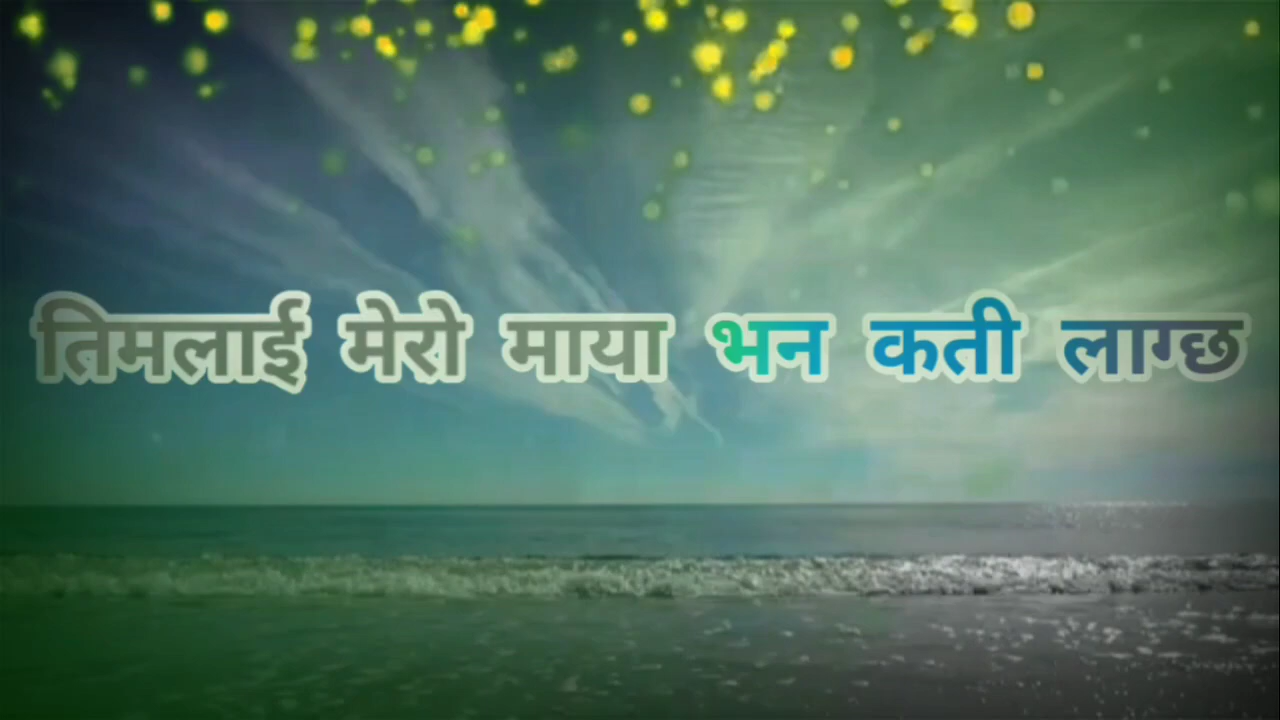 तिमलाई मेरो माया भन कती लाग्छ